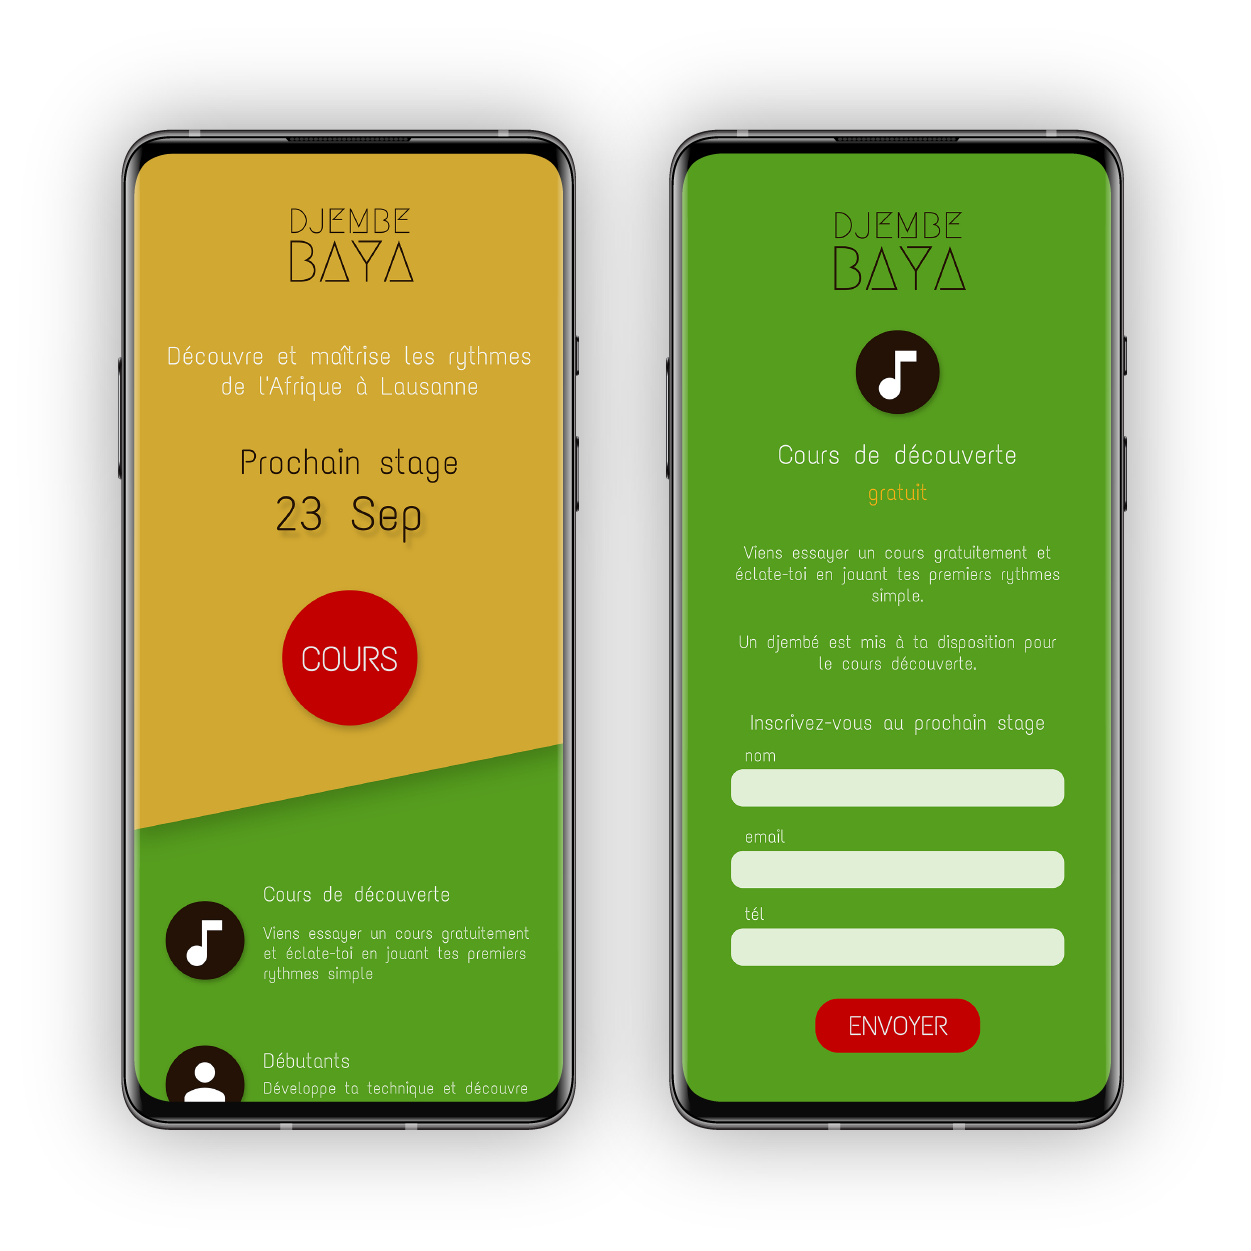 DJEMBE
BAYA
Découvre et maîtrise les rythmes
de l'Afrique à Lausanne
Prochain stage
23 Sep
COURS
Cours de découverte
Viens essayer un cours gratuitement
et éclate-toi en jouant tes premiers
rythmes simple
Débutants
Développe ta technique et découvre
DJEMBE
BAYA
Cours de découverte
gratuit
Viens essayer un cours gratuitement et
éclate-toi en jouant tes premiers rythmes
simple.
Un djembé est mis à ta disposition pour
le cours découverte.
Inscrivez-vous au prochain stage
nom
email
tél
ENVOYER